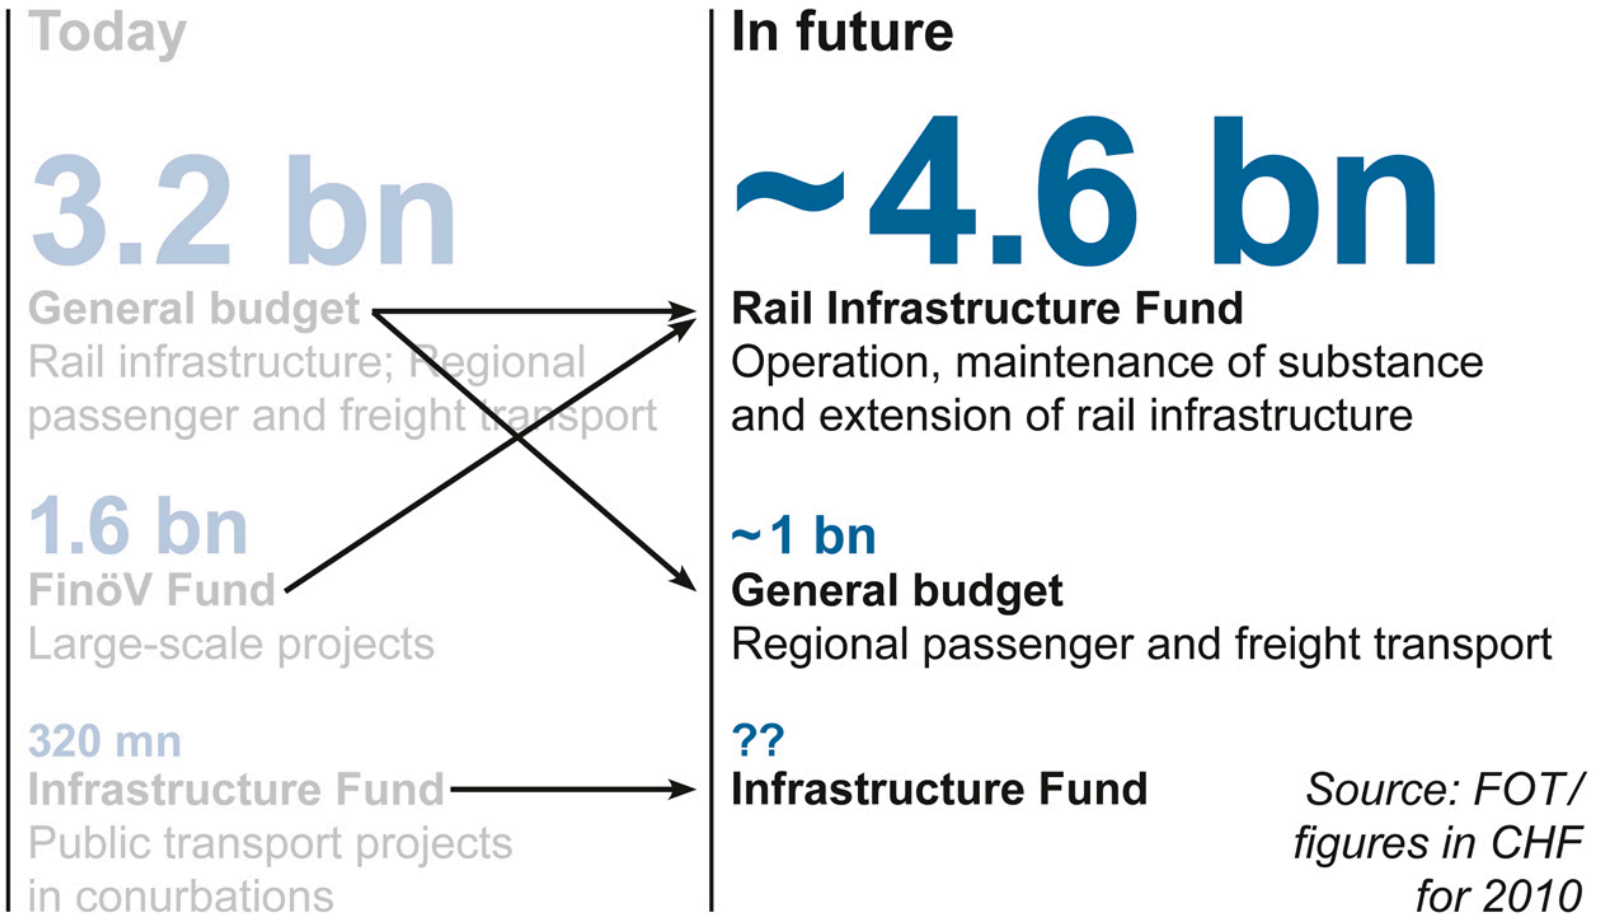 Today
3.2 bn
General budget
Rail infrastructure; Regional
passenger and freight transport
1.6 bn
FinöV Fund
Large-scale projects
320 mn
Infrastructure Fund
Public transport projects
in conurbations
In future
~4.6 bn
Rail Infrastructure Fund
Operation, maintenance of substance
and extension of rail infrastructure
~1 bn
General budget
Regional passenger and freight transport
??
Infrastructure Fund
Source: FOT/
figures in CHF
for 2010